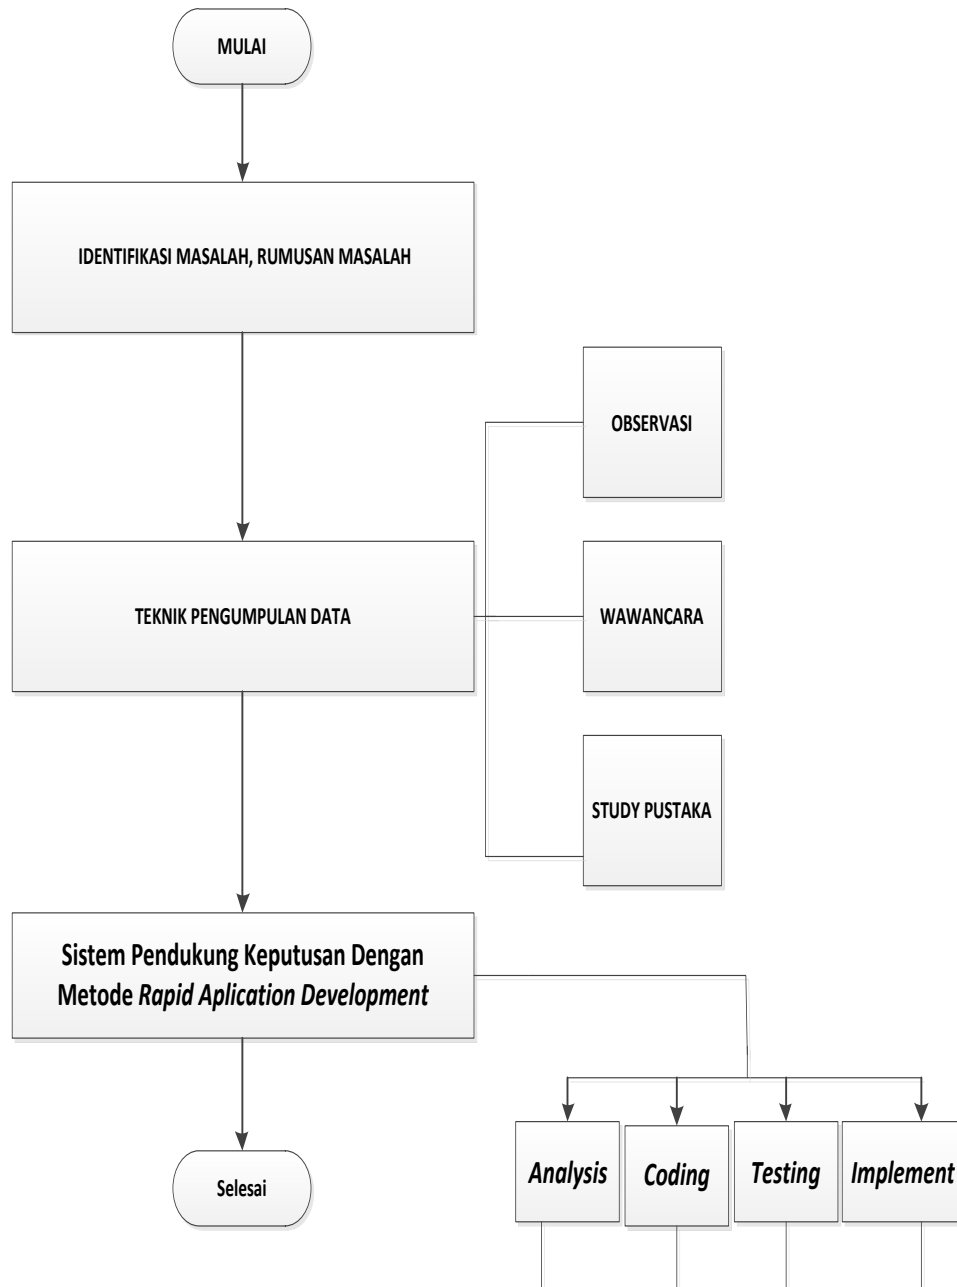 MULAI
IDENTIFIKASI MASALAH, RUMUSAN MASALAH
OBSERVASI
TEKNIK PENGUMPULAN DATA
WAWANCARA
STUDY PUSTAKA
Sistem Pendukung Keputusan Dengan
Metode Rapid Aplication Development
Analysis
Coding
Testing
Implement
Selesai